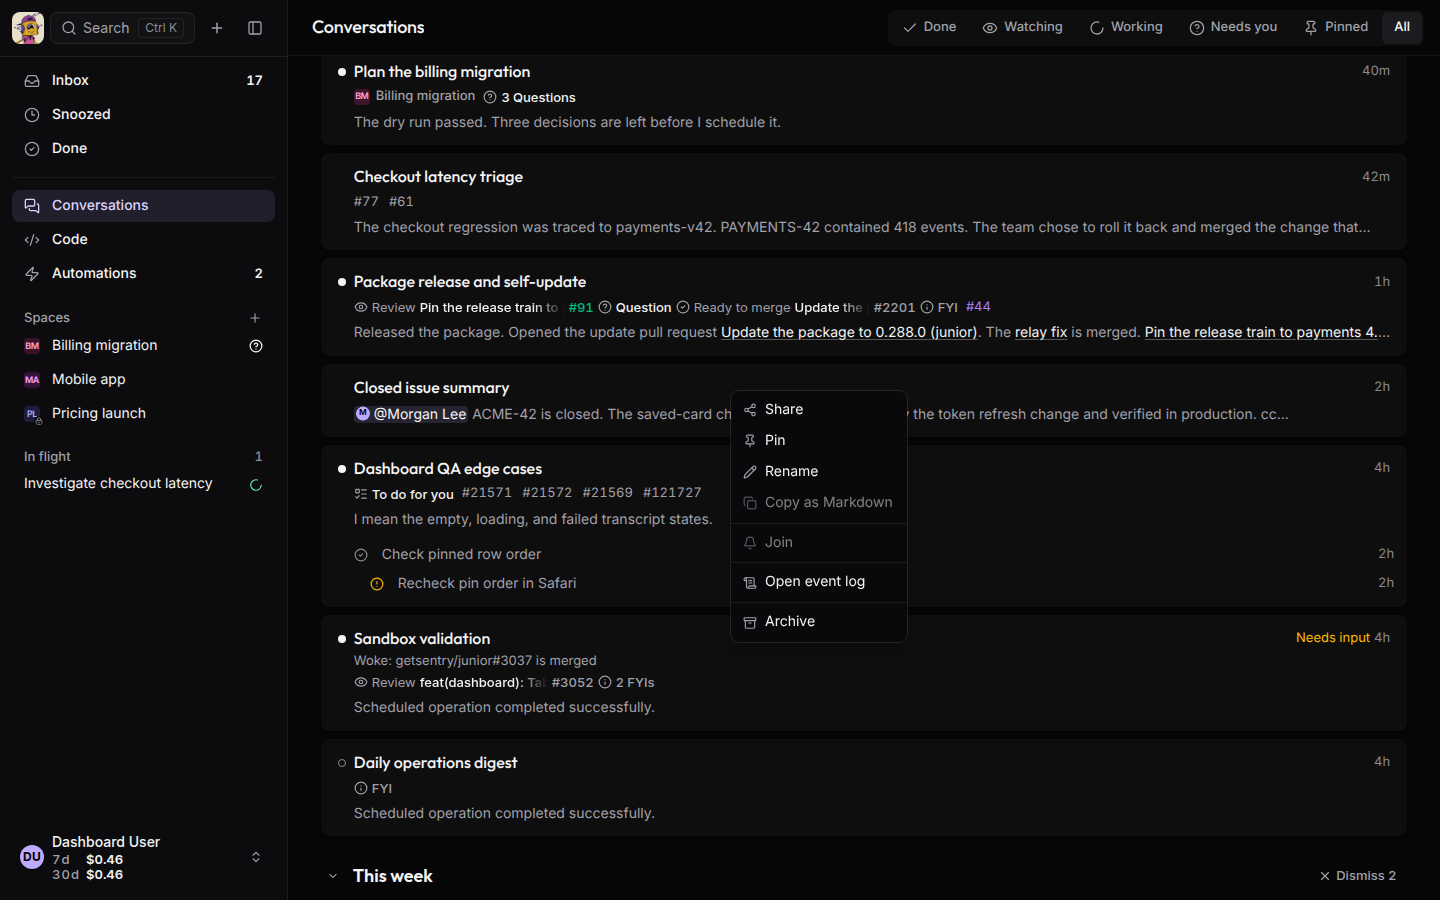 Search Ctrl K
Inbox 17
Snoozed
Done
Conversations
Code
Automations 2
Spaces
BM Billing migration
MA Mobile app
PL Pricing launch
In flight 1
Investigate checkout latency
DU Dashboard User
7d $0.46
30d $0.46
Conversations
Done Watching Working Needs you Pinned All
Plan the billing migration 40m
BM Billing migration 3 Questions
The dry run passed. Three decisions are left before I schedule it.
Checkout latency triage 42m
#77 #61
The checkout regression was traced to payments-v42. PAYMENTS-42 contained 418 events. The team chose to roll it back and merged the change that...
Package release and self-update 1h
Review Pin the release train to #91 Question Ready to merge Update the #2201 FYI #44
Released the package. Opened the update pull request Update the package to 0.288.0 (junior). The relay fix is merged. Pin the release train to payments 4....
Closed issue summary 2h
M @Morgan Lee ACME-42 is closed. The saved-card ch the token refresh change and verified in production. cc...
Share
Pin
Rename
Copy as Markdown
Join
Open event log
Archive
Dashboard QA edge cases 4h
To do for you #21571 #21572 #21569 #121727
I mean the empty, loading, and failed transcript states.
Check pinned row order 2h
Recheck pin order in Safari 2h
Sandbox validation Needs input 4h
Woke: getsentry/junior#3037 is merged
Review feat(dashboard): Ta #3052 2 FYIs
Scheduled operation completed successfully.
Daily operations digest 4h
FYI
Scheduled operation completed successfully.
This week Dismiss 2